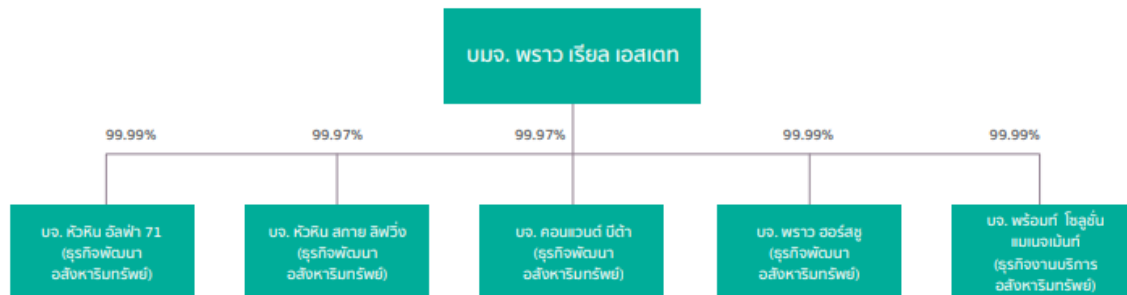 บมจ. พราว เรียล เอสเตท
99.99%
99.97%
99.97%
99.99%
99.99%
บจ. หัวหิน อัลฟ่า 71
(ธุรกิจพัฒนา
อสังหาริมทรัพย์)
บจ. หัวหิน สกาย ลิฟวิ่ง
(ธุรกิจพัฒนา
อสังหาริมทรัพย์)
บจ. คอนแวนต์ บีต้า
(ธุรกิจพัฒนา
อสังหาริมทรัพย์)
บจ. พราว ฮอร์สชู
(ธุรกิจพัฒนา
อสังหาริมทรัพย์)
บจ. พร้อมท์ โซลูชั่น
แมเนจเม้นท์
(ธุรกิจงานบริการ
อสังหาริมทรัพย์)